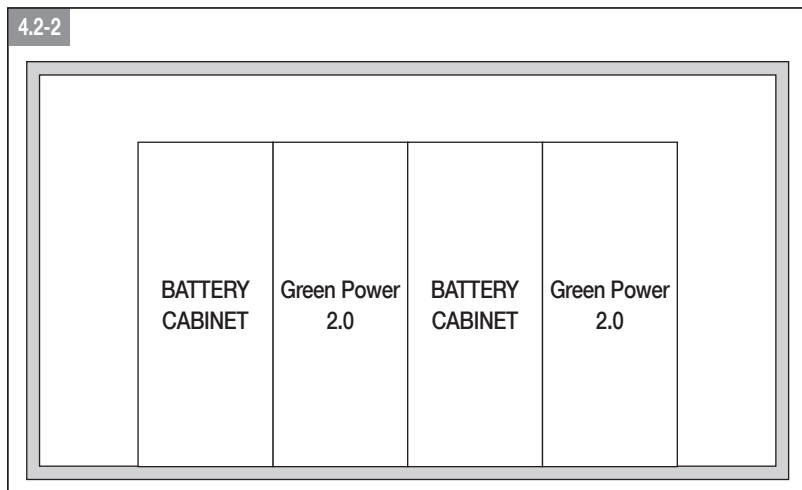 4.2-2
BATTERY
CABINET
Green Power
2.0
BATTERY
CABINET
Green Power
2.0